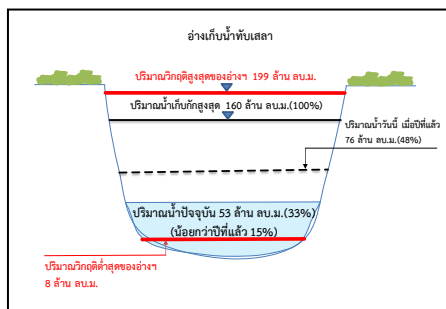 อ่างเก็บน้ำทับเสลา
ปริมาณวิกฤติสูงสุดของอ่างฯ 199 ล้าน ลบ.ม.
ปริมาณน้ำเก็บกักสูงสุด 160 ล้าน ลบ.ม.(100%)
ปริมาณน้ำวันนี้ เมื่อปีที่แล้ว
76 ล้าน ลบ.ม.(48%)
ปริมาณน้ำปัจจุบัน 53 ล้าน ลบ.ม.(33%)
(น้อยกว่าปีที่แล้ว 15%)
ปริมาณวิกฤติต่ำสุดของอ่างฯ
8 ล้าน ลบ.ม.